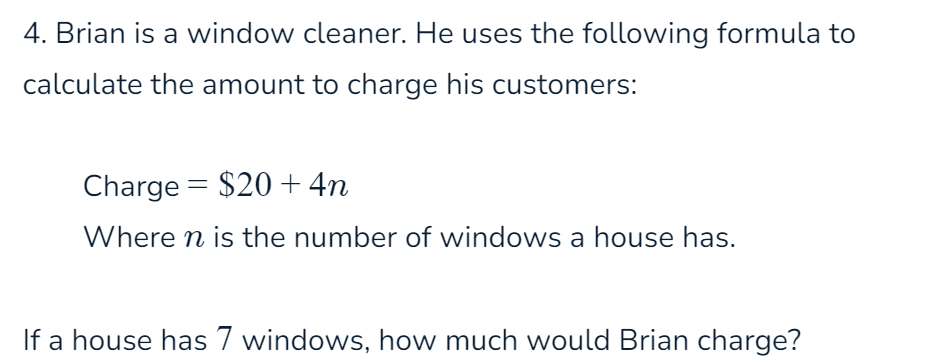 4. Brian is a window cleaner. He uses the following formula to
calculate the amount to charge his customers:
Charge = $20 + 4n
Where n is the number of windows a house has.
If a house has 7 windows, how much would Brian charge?